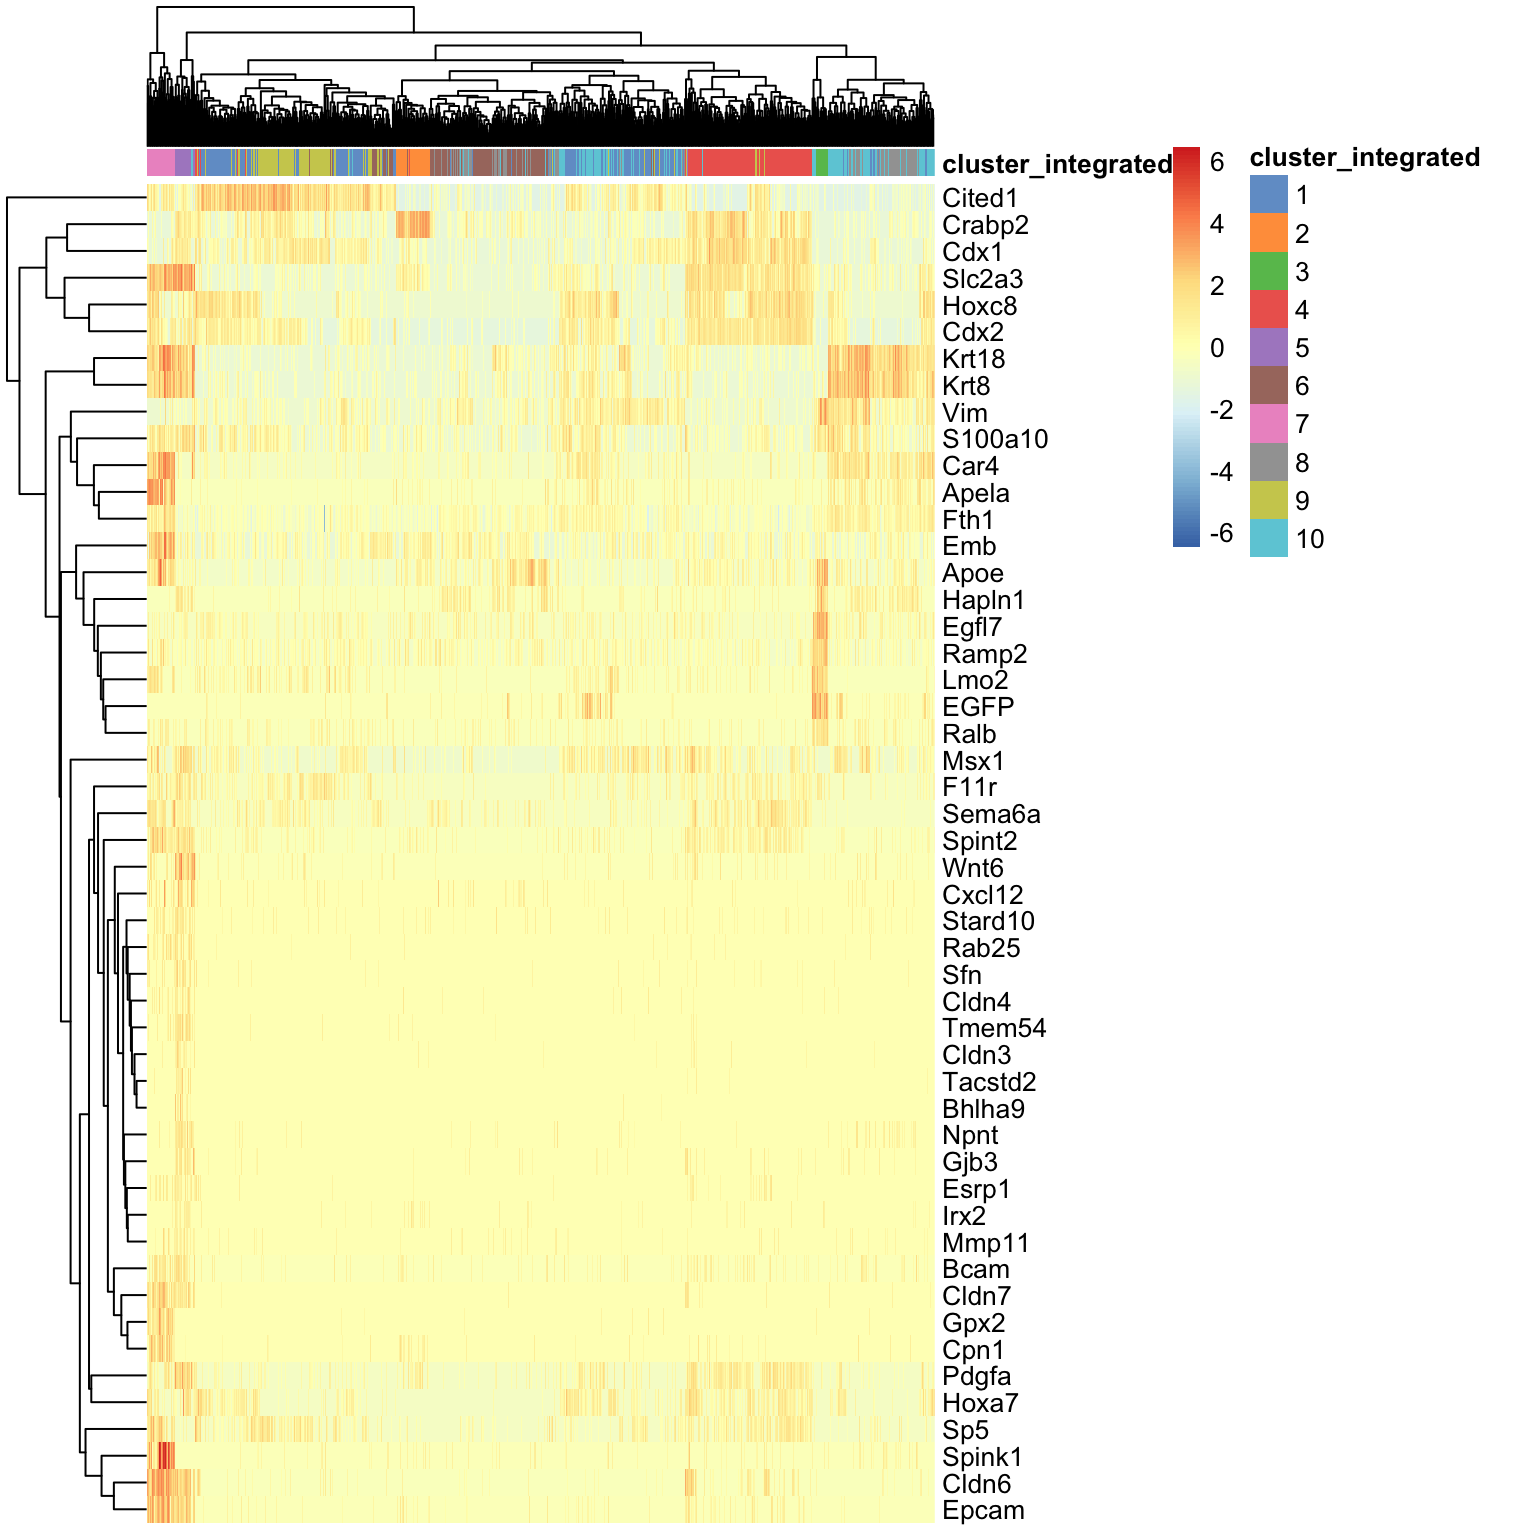 cluster_integrated
Cited1
Crabp2
Cdx1
Slc2a3
Hoxc8
Cdx2
Krt18
Krt8
Vim
S100a10
Car4
Apela
Fth1
Emb
Apoe
Hapln1
Egfl7
Ramp2
Lmo2
EGFP
Ralb
Msx1
F11r
Sema6a
Spint2
Wnt6
Cxcl12
Stard10
Rab25
Sfn
Cldn4
Tmem54
Cldn3
Tacstd2
Bhlha9
Npnt
Gjb3
Esrp1
Irx2
Mmp11
Bcam
Cldn7
Gpx2
Cpn1
Pdgfa
Hoxa7
Sp5
Spink1
Cldn6
Epcam
6
4
2
0
-2
-4
-6
cluster_integrated
1
2
3
4
5
6
7
8
9
10